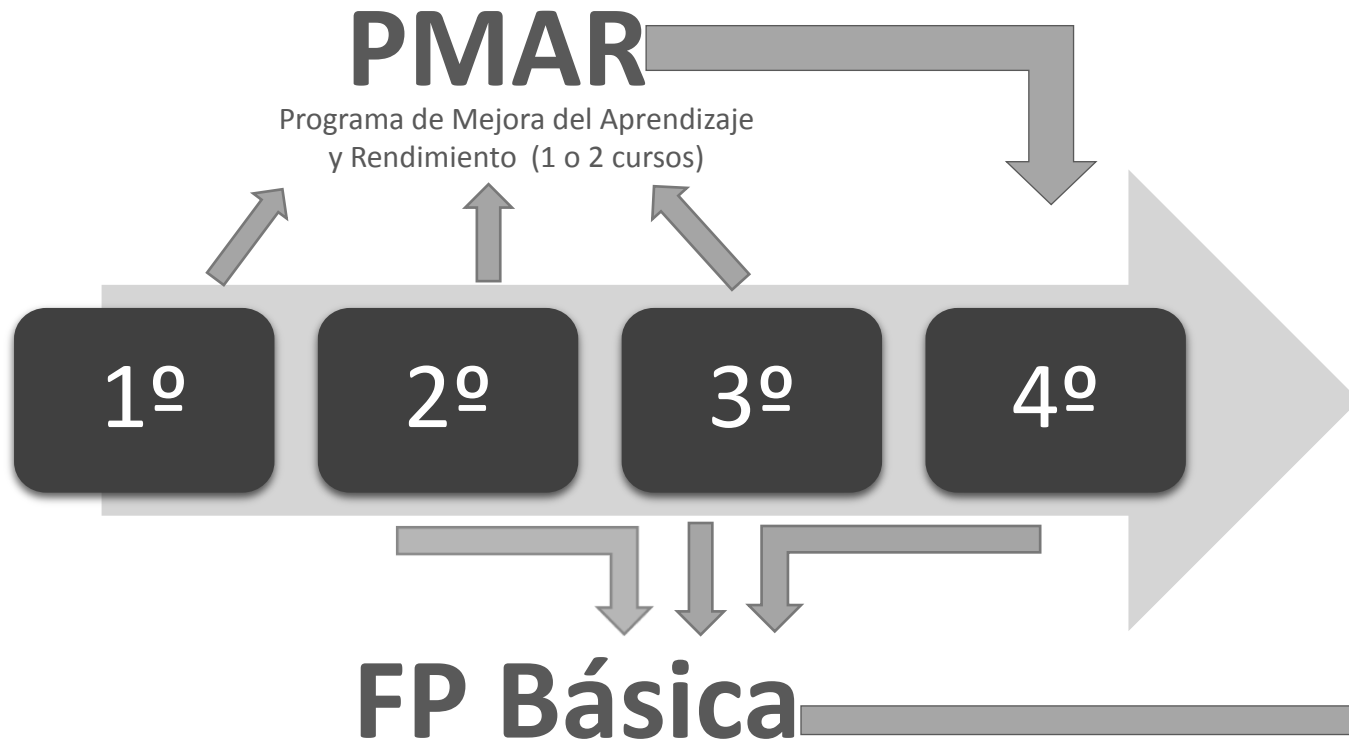 PMAR
Programa de Mejora del Aprendizaje
y Rendimiento (1 o 2 cursos)
1º
2º
3º
4º
FP Básica